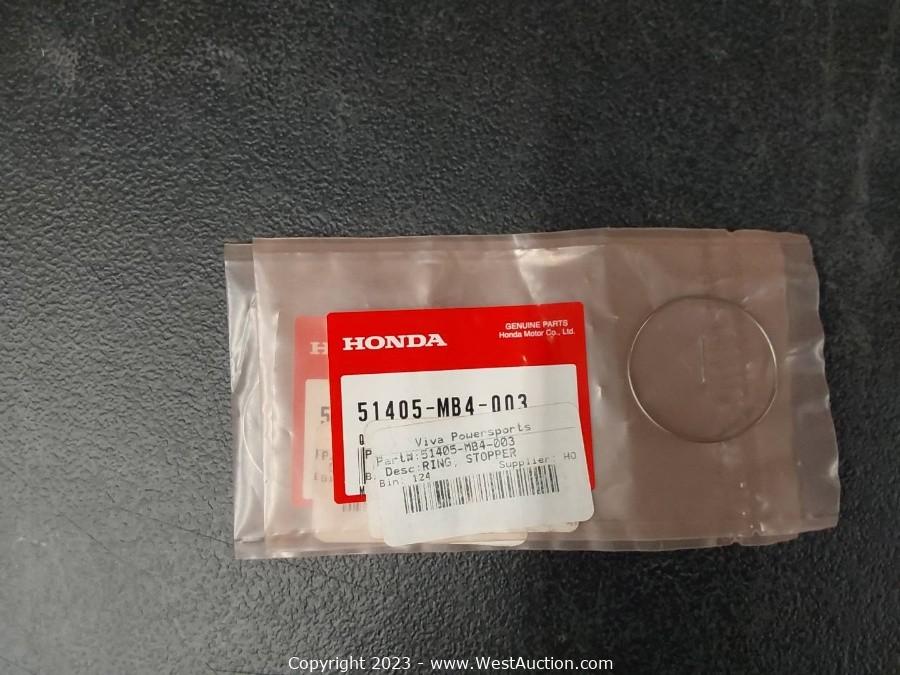 HONDA
GENUINE PARTS
Honda Motor Co., Ltd.
51405-MB4-003
Viva Powersports
Part#:51405-MB4-003
Desc:RING, STOPPER
Bin: 124 Supplier: HO
Copyright 2023 - www.WestAuction.com